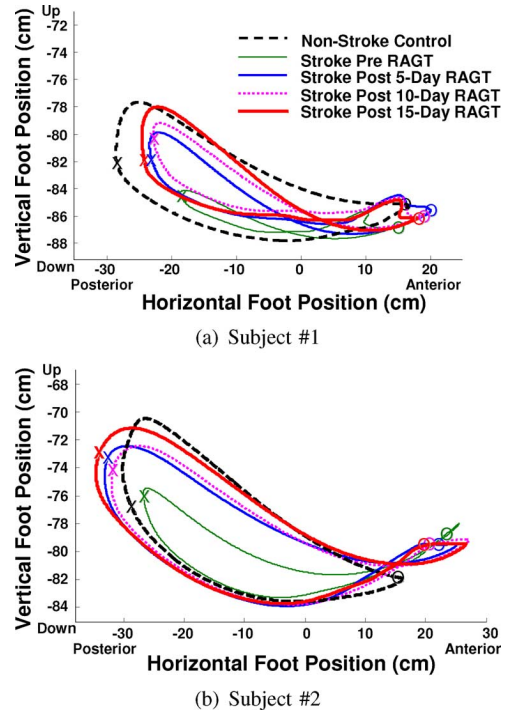 Up
-72
-74
-76
-78
-80
-82
-84
-86
-88
Down
Vertical Foot Position (cm)
Non-Stroke Control
Stroke Pre RAGT
Stroke Post 5-Day RAGT
Stroke Post 10-Day RAGT
Stroke Post 15-Day RAGT
-30 -20 -10 0 10 20
Posterior Anterior
Horizontal Foot Position (cm)
(a) Subject #1
Up
-68
-70
-72
-74
-76
-78
-80
-82
-84
Down
Vertical Foot Position (cm)
-30 -20 -10 0 10 20 30
Posterior Anterior
Horizontal Foot Position (cm)
(b) Subject #2